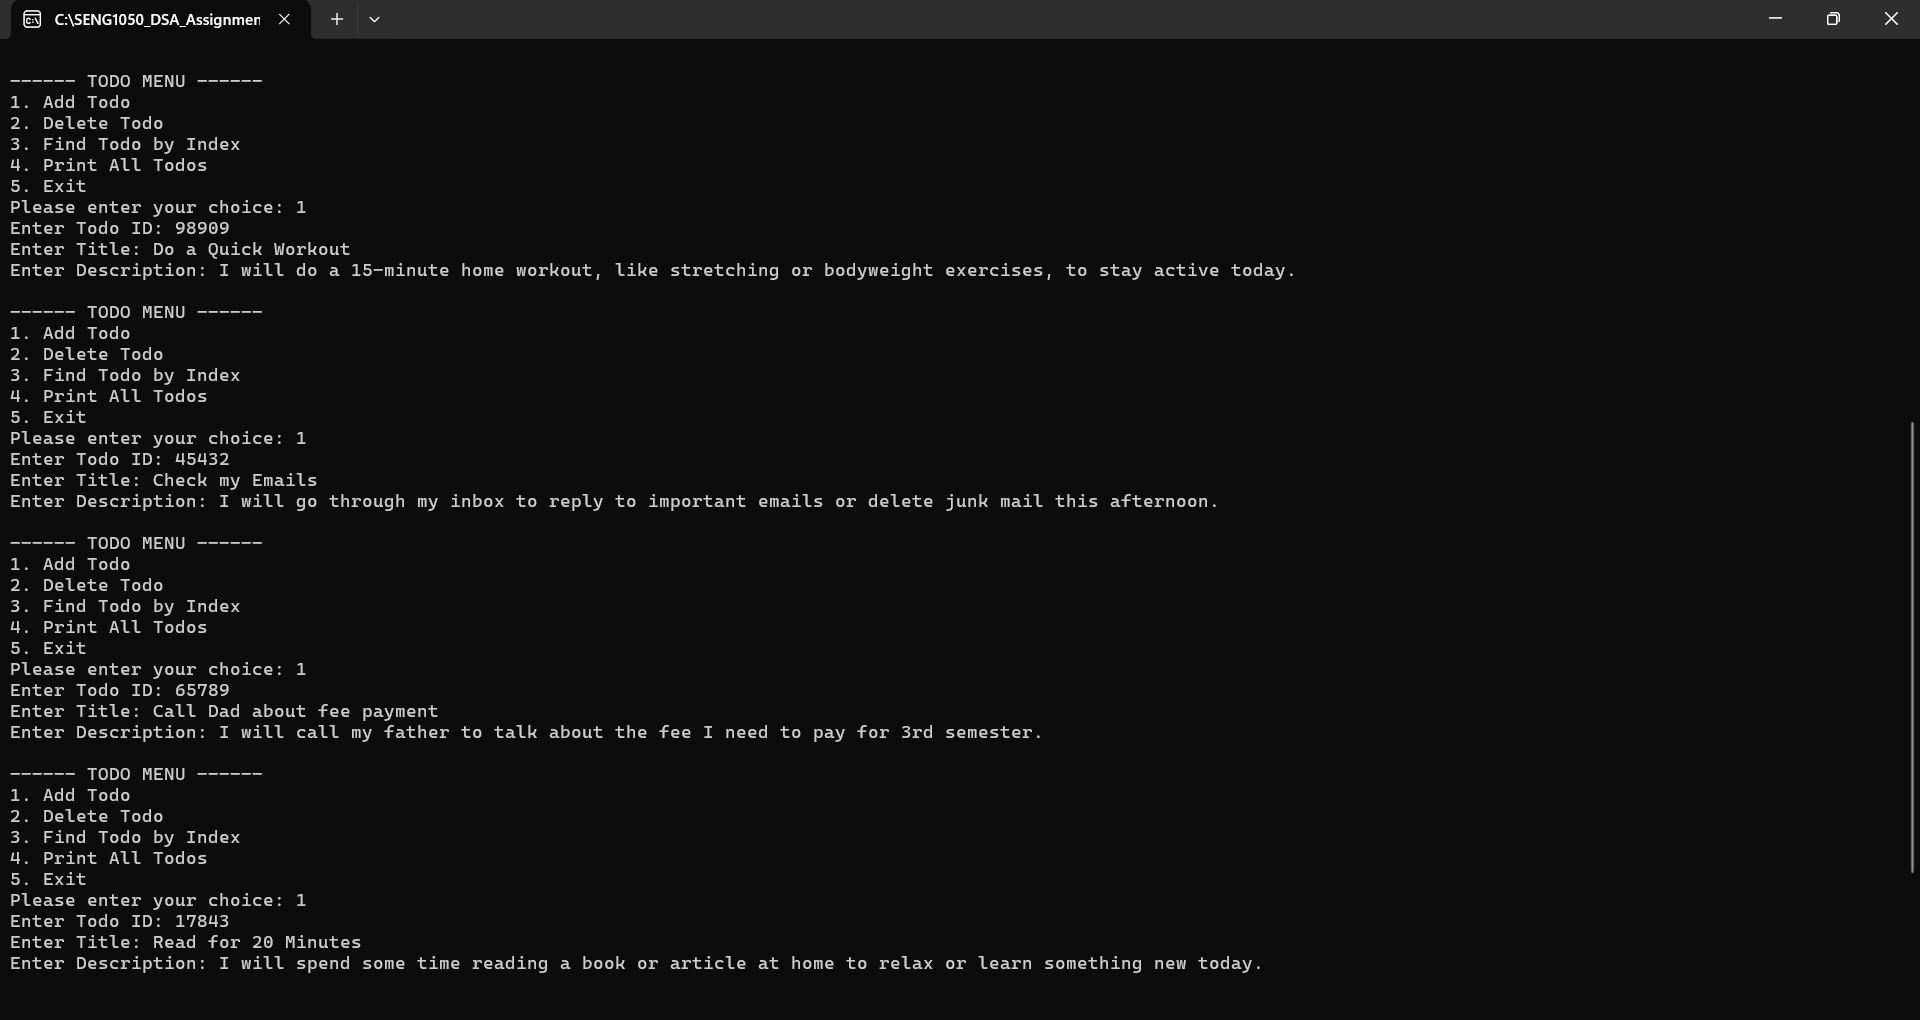 C:\SENG1050_DSA_Assignmen
------ TODO MENU ------
1. Add Todo
2. Delete Todo
3. Find Todo by Index
4. Print All Todos
5. Exit
Please enter your choice: 1
Enter Todo ID: 98909
Enter Title: Do a Quick Workout
Enter Description: I will do a 15-minute home workout, like stretching or bodyweight exercises, to stay active today.
------ TODO MENU ------
1. Add Todo
2. Delete Todo
3. Find Todo by Index
4. Print All Todos
5. Exit
Please enter your choice: 1
Enter Todo ID: 45432
Enter Title: Check my Emails
Enter Description: I will go through my inbox to reply to important emails or delete junk mail this afternoon.
------ TODO MENU ------
1. Add Todo
2. Delete Todo
3. Find Todo by Index
4. Print All Todos
5. Exit
Please enter your choice: 1
Enter Todo ID: 65789
Enter Title: Call Dad about fee payment
Enter Description: I will call my father to talk about the fee I need to pay for 3rd semester.
------ TODO MENU ------
1. Add Todo
2. Delete Todo
3. Find Todo by Index
4. Print All Todos
5. Exit
Please enter your choice: 1
Enter Todo ID: 17843
Enter Title: Read for 20 Minutes
Enter Description: I will spend some time reading a book or article at home to relax or learn something new today.